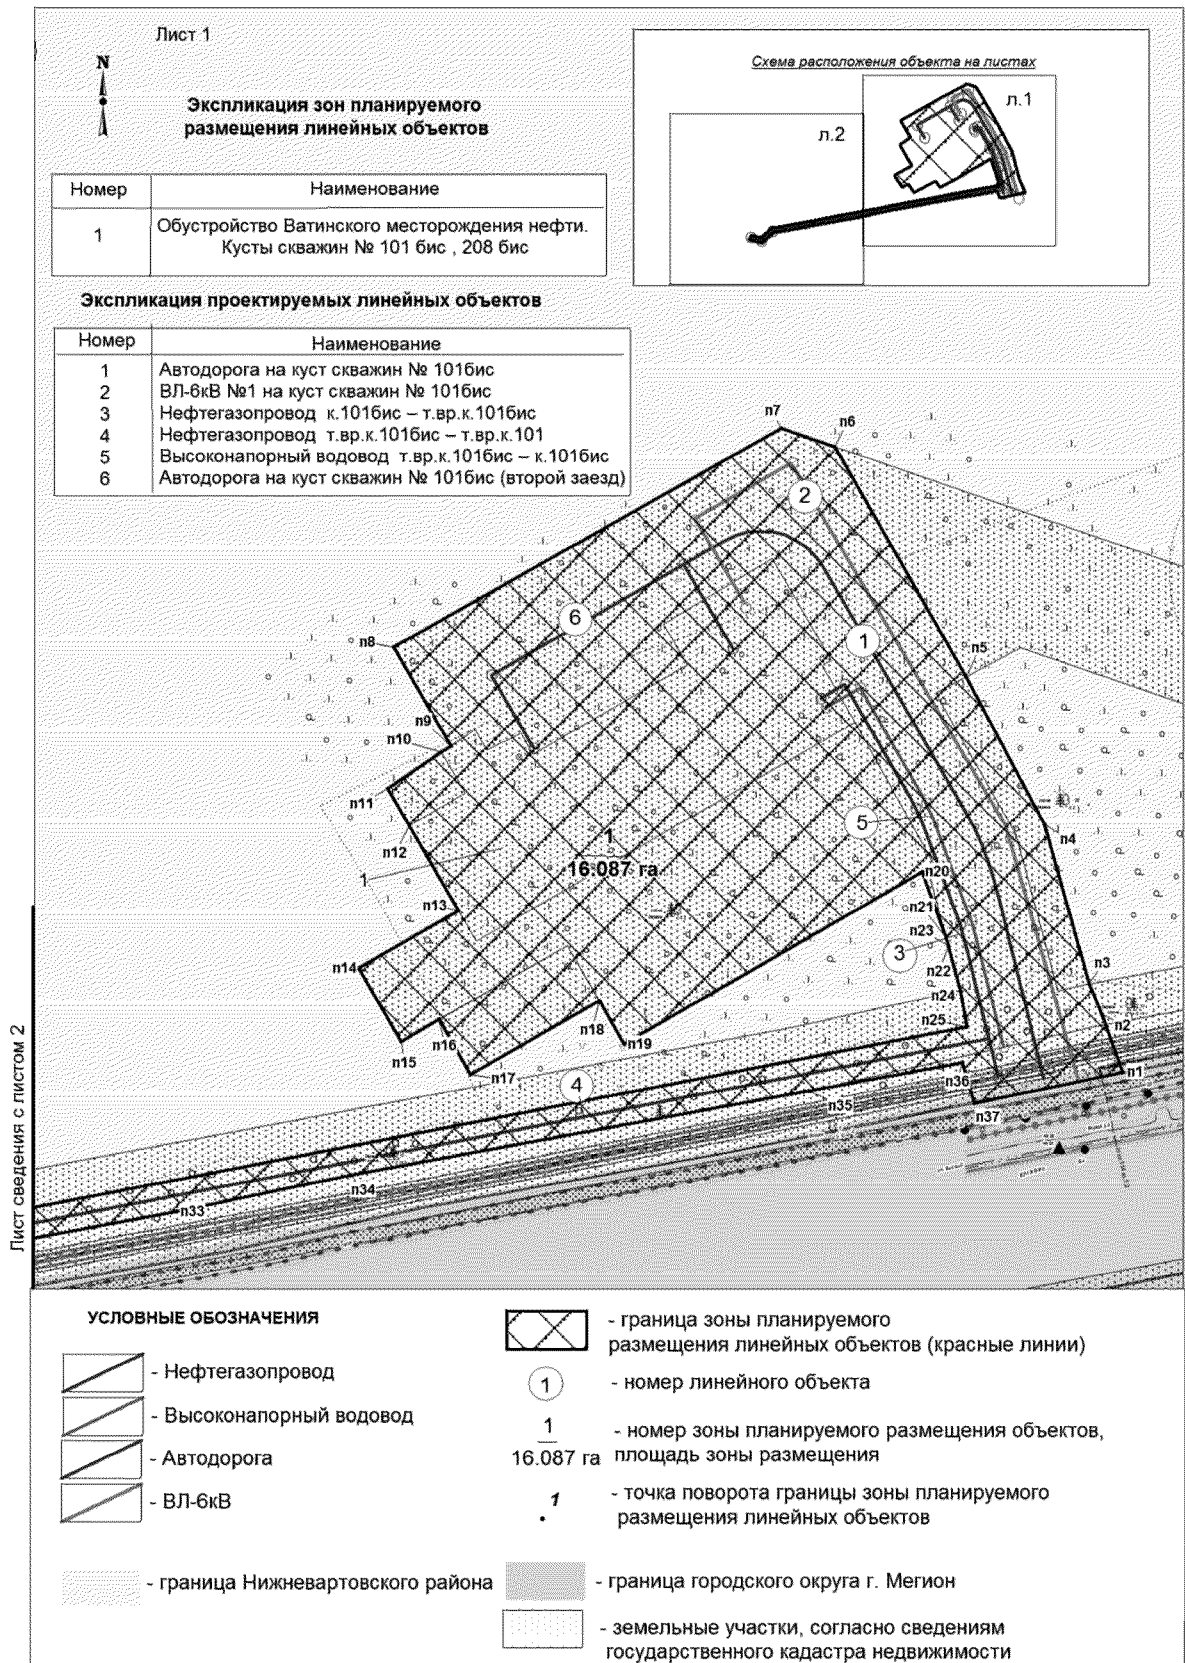 Лист 1
N
Экспликация зон планируемого
размещения линейных объектов
Схема расположения объекта на листах
л.1
л.2
Номер Наименование
1 Обустройство Ватинского месторождения нефти.
Кусты скважин № 101 бис , 208 бис
Экспликация проектируемых линейных объектов
Номер Наименование
1 Автодорога на куст скважин № 101бис
2 ВЛ-6кВ №1 на куст скважин № 101бис
3 Нефтегазопровод к.101бис – т.вр.к.101бис
4 Нефтегазопровод т.вр.к.101бис – т.вр.к.101
5 Высоконапорный водовод т.вр.к.101бис – к.101бис
6 Автодорога на куст скважин № 101бис (второй заезд)
п7
п6
2
6
1
п8
п5
п9
п10
п11
п4
5
п12
1
16.087 га
1
п20
п13
п21
п23
3
п14
п22
п3
п24
п25
п18
п2
п15
п16
п19
п17
п1
п36
4
п35
п37
п34
п33
Лист сведения с листом 2
УСЛОВНЫЕ ОБОЗНАЧЕНИЯ
- Нефтегазопровод
- Высоконапорный водовод
- Автодорога
- ВЛ-6кВ
- граница зоны планируемого
размещения линейных объектов (красные линии)
1 - номер линейного объекта
1
16.087 га
- номер зоны планируемого размещения объектов,
площадь зоны размещения
1 - точка поворота границы зоны планируемого
размещения линейных объектов
- граница Нижневартовского района
- граница городского округа г. Мегион
- земельные участки, согласно сведениям
государственного кадастра недвижимости